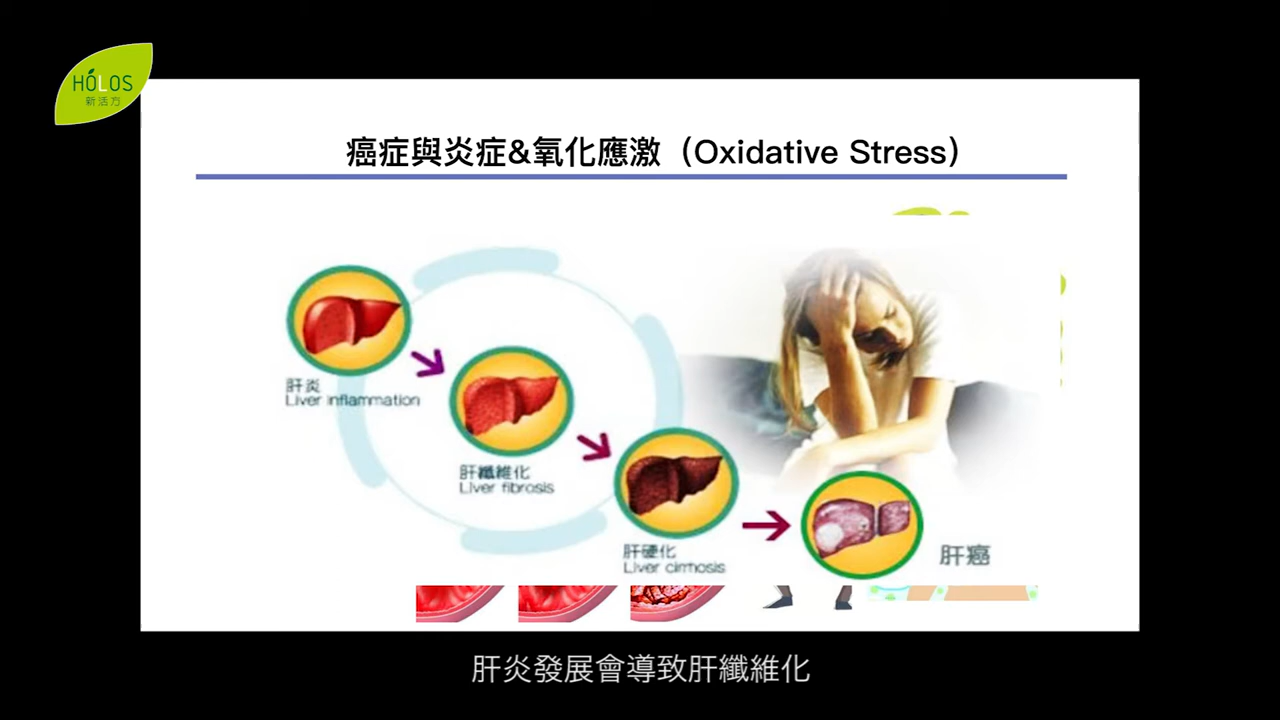 HOLOS
新活方
癌症與炎症&氧化應激（Oxidative Stress）
肝炎
Liver inflammation
肝纖維化
Liver fibrosis
肝硬化
Liver cirrhosis
肝癌
肝炎發展會導致肝纖維化